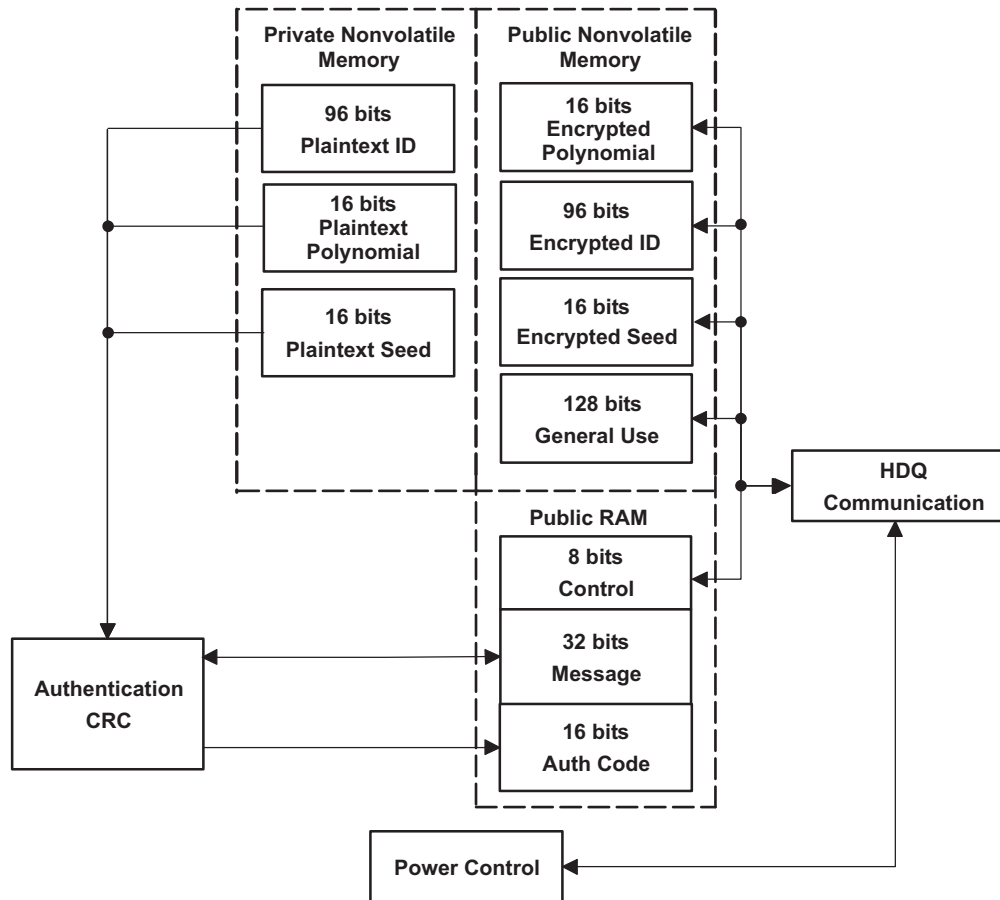 Private Nonvolatile
Memory
96 bits
Plaintext ID
16 bits
Plaintext
Polynomial
16 bits
Plaintext Seed
Public Nonvolatile
Memory
16 bits
Encrypted
Polynomial
96 bits
Encrypted ID
16 bits
Encrypted Seed
128 bits
General Use
HDQ
Communication
Public RAM
8 bits
Control
32 bits
Message
16 bits
Auth Code
Authentication
CRC
Power Control